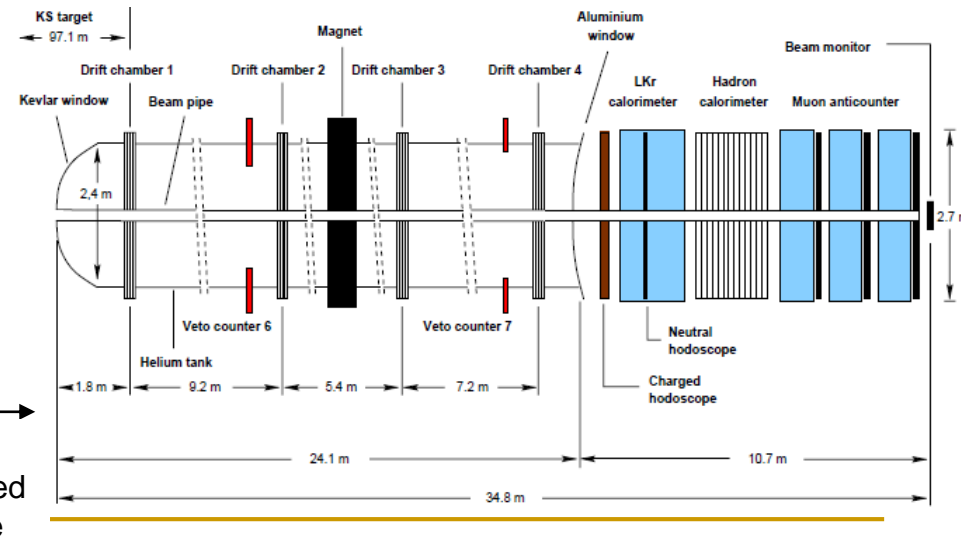 KS target
97.1 m
Magnet
Aluminium
window
Beam monitor
Drift chamber 1
Drift chamber 2
Drift chamber 3
Drift chamber 4
LKr
calorimeter
Hadron
calorimeter
Muon anticounter
Kevlar window
Beam pipe
2,4 m
2.7 m
Veto counter 6
Veto counter 7
Neutral
hodoscope
Helium tank
Charged
hodoscope
1.8 m
9.2 m
5.4 m
7.2 m
24.1 m
10.7 m
34.8 m
ed
e